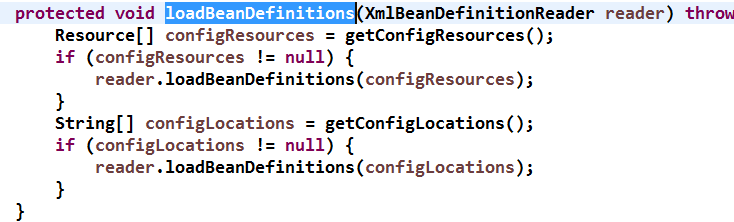 protected void loadBeanDefinitions(XmlBeanDefinitionReader reader) throw
Resource[] configResources = getConfigResources();
if (configResources != null) {
reader.loadBeanDefinitions(configResources);
}
String[] configLocations = getConfigLocations();
if (configLocations != null) {
reader.loadBeanDefinitions(configLocations);
}
}